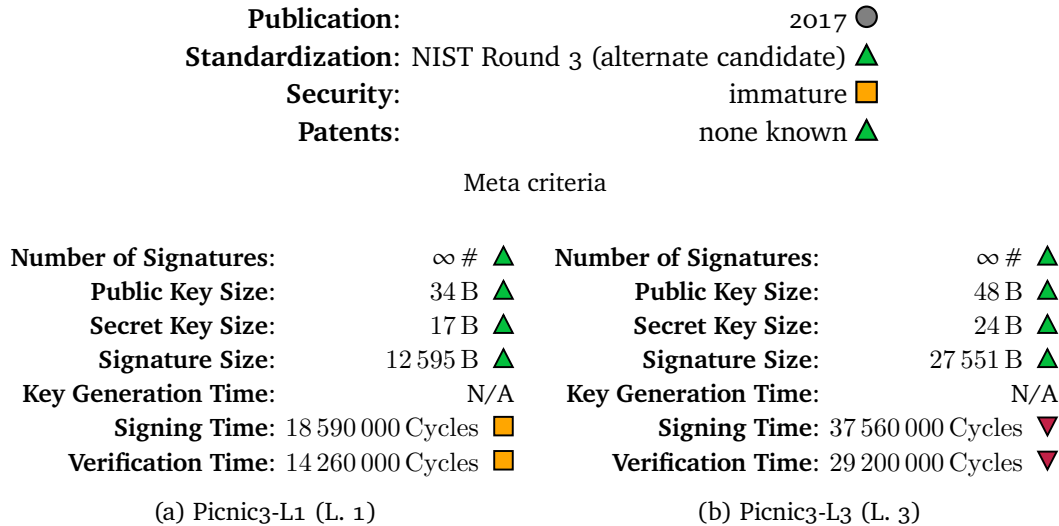 Publication: 2017
Standardization: NIST Round 3 (alternate candidate)
Security: immature
Patents: none known
Meta criteria
Number of Signatures: ∞ #
Public Key Size: 34 B
Secret Key Size: 17 B
Signature Size: 12 595 B
Key Generation Time: N/A
Signing Time: 18 590 000 Cycles
Verification Time: 14 260 000 Cycles
(a) Picnic3-L1 (L. 1)
Number of Signatures: ∞ #
Public Key Size: 48 B
Secret Key Size: 24 B
Signature Size: 27 551 B
Key Generation Time: N/A
Signing Time: 37 560 000 Cycles
Verification Time: 29 200 000 Cycles
(b) Picnic3-L3 (L. 3)